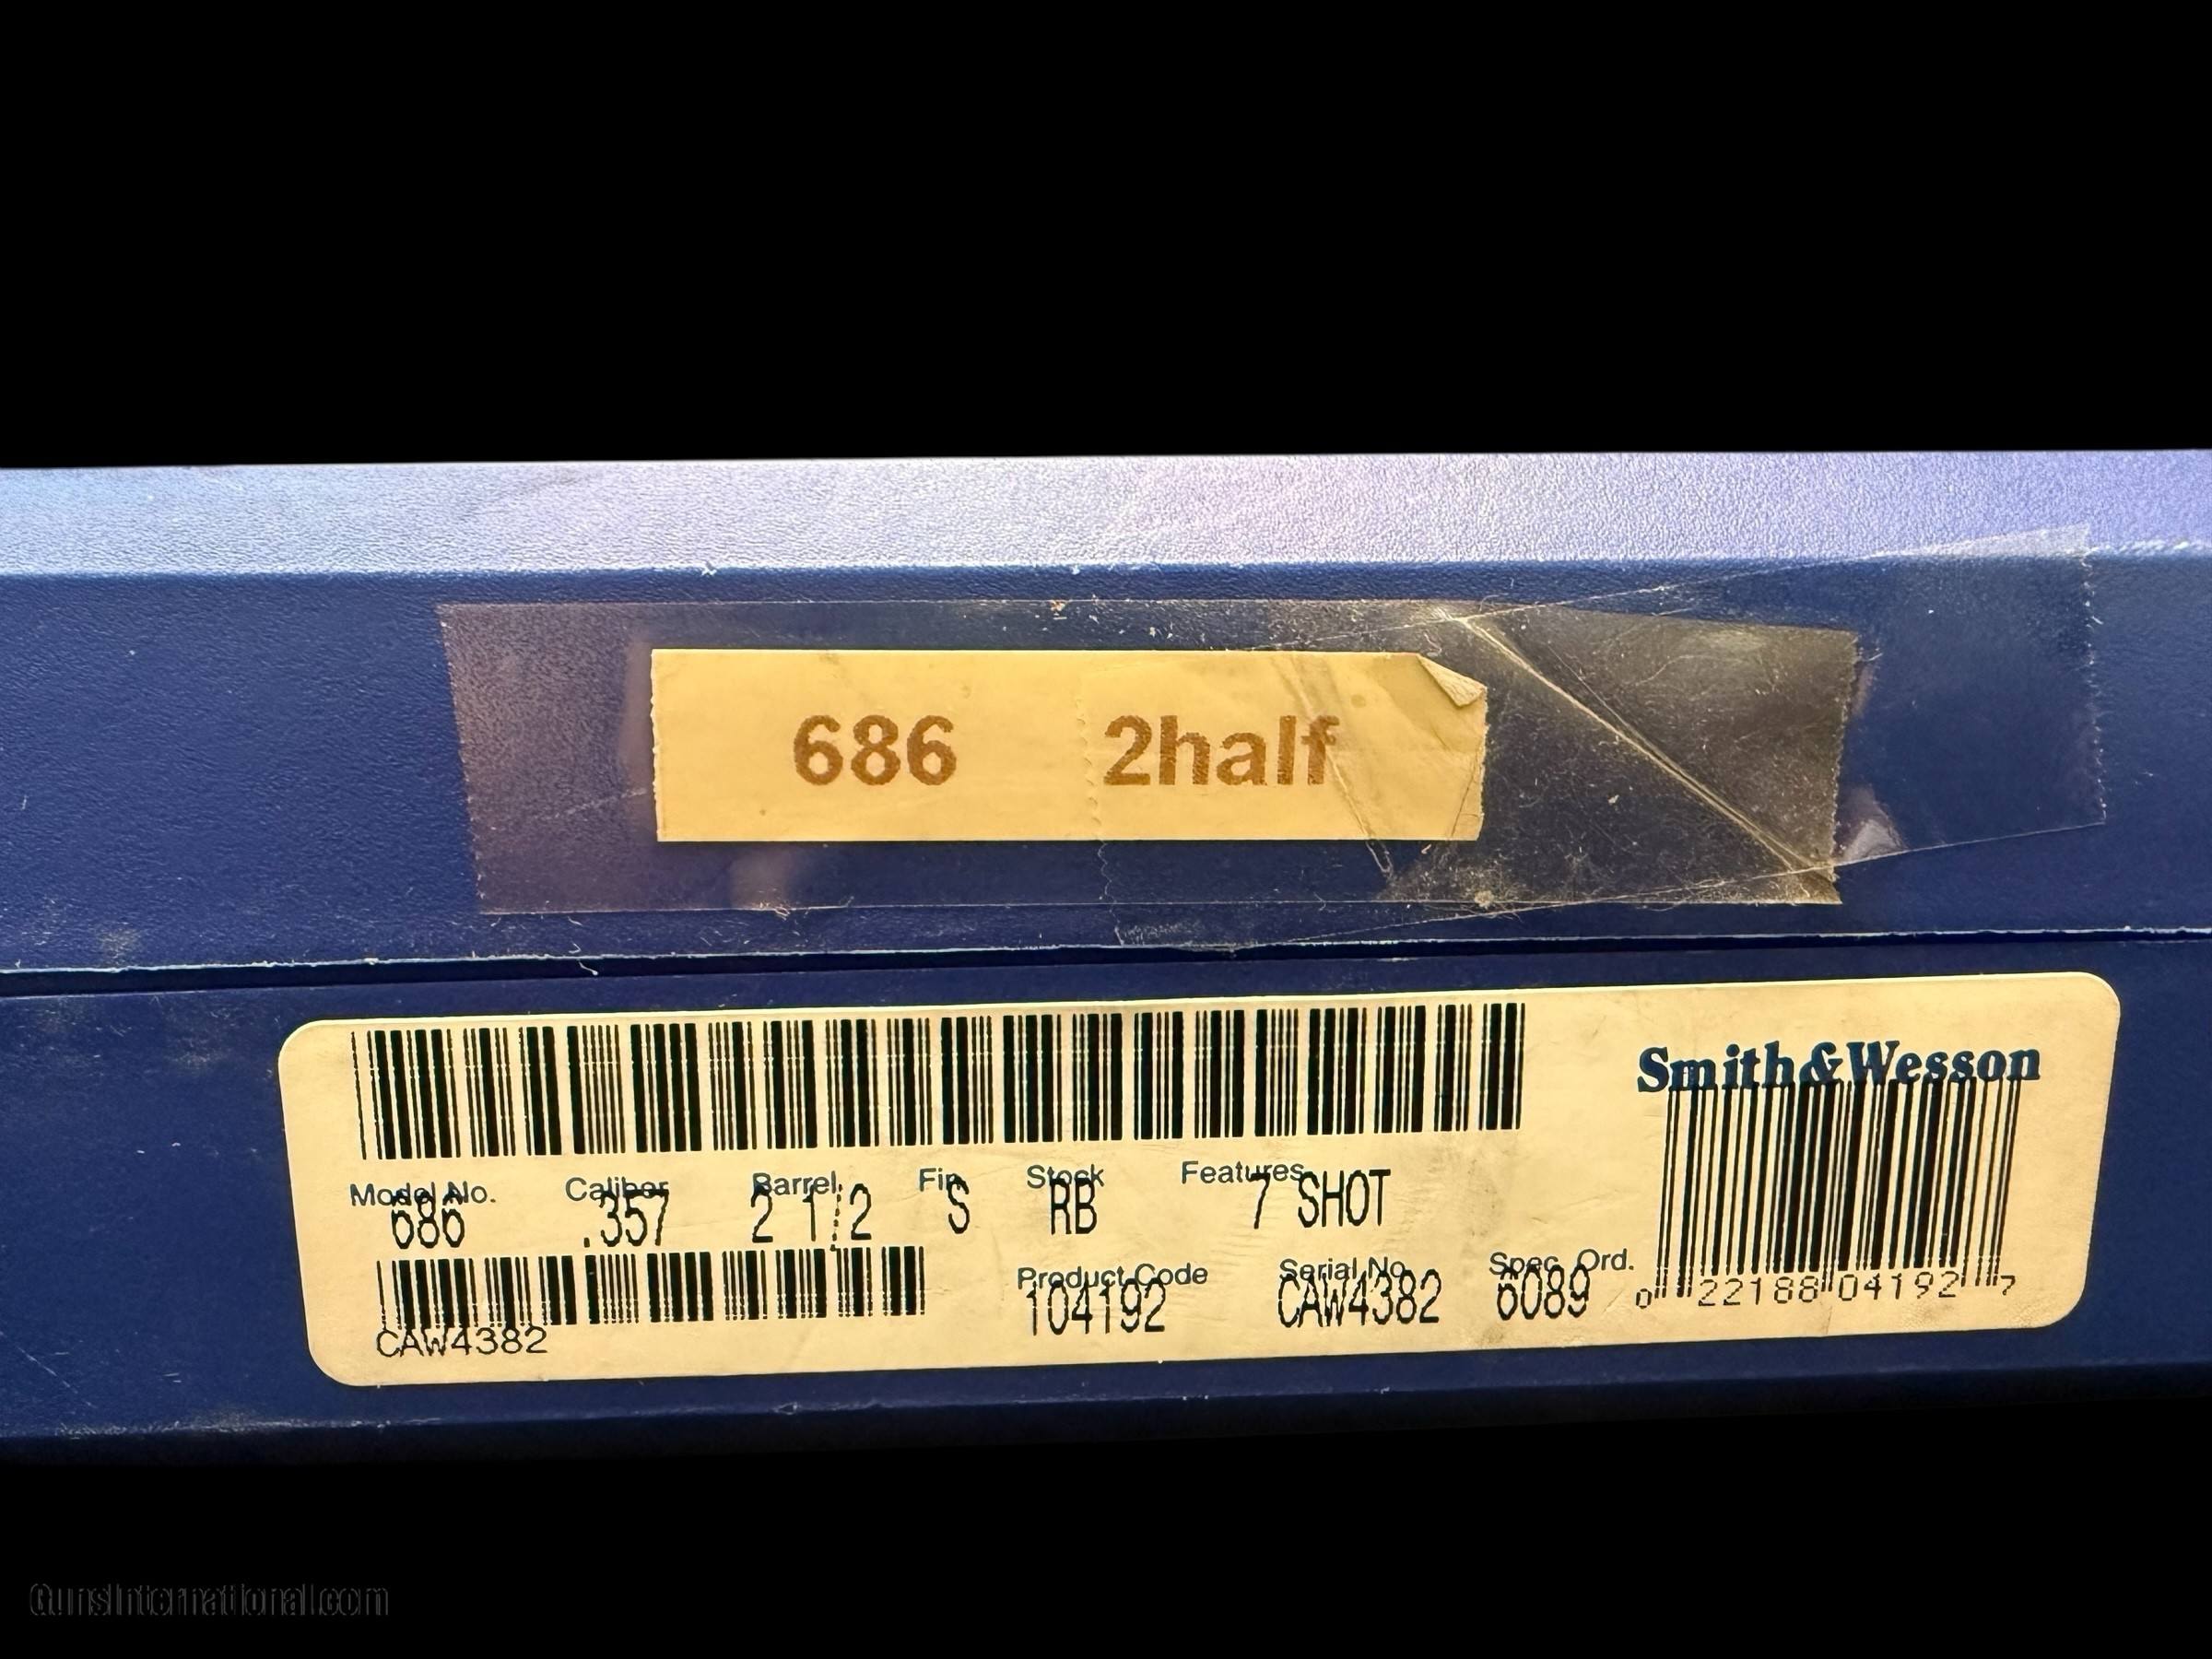 686 2half
Smith&Wesson
Model No. Caliber Barrel Fin Stock Features
686 .357 2 1/2 S RB 7 SHOT
Product Code Serial No. Spec. Ord.
104192 CAW4382 6089
0 22188 04192 7
CAW4382
GunsInternational.com